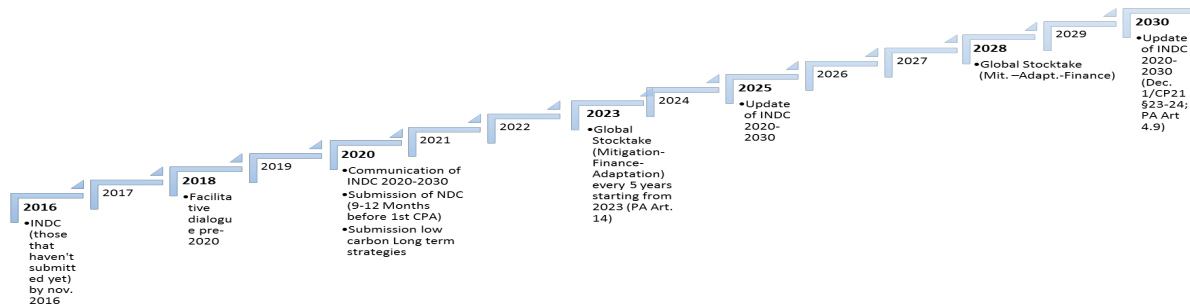 2016
•INDC
(those
that
haven't
submitt
ed yet)
by nov.
2016
2017
2018
•Facilita
tive
dialogu
e pre-
2020
2019
2020
•Communication of
INDC 2020-2030
•Submission of NDC
(9-12 Months
before 1st CPA)
•Submission low
carbon Long term
strategies
2021
2022
2023
•Global
Stocktake
(Mitigation-
Finance-
Adaptation)
every 5 years
starting from
2023 (PA Art.
14)
2024
2025
•Update
of INDC
2020-
2030
2026
2027
2028
•Global Stocktake
(Mit. –Adapt.-Finance)
2029
2030
•Update
of INDC
2020-
2030
(Dec.
1/CP21
§23-24;
PA Art
4.9)